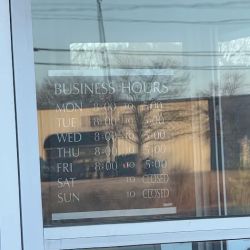 BUSINESS HOURS
MON 8:00 TO 5:00
TUE 8:00 TO 5:00
WED 8:00 TO 5:00
THU 8:00 TO 5:00
FRI 8:00 TO 5:00
SAT TO CLOSED
SUN TO CLOSED